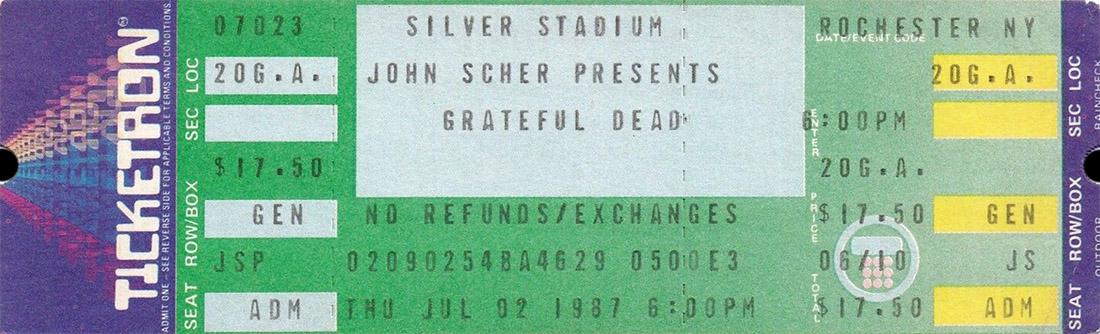 TICKETRON®
ADMIT ONE – SEE REVERSE SIDE FOR APPLICABLE TERMS AND CONDITIONS.
SEAT ROW/BOX SEC LOC
07023 SILVER STADIUM ROCHESTER NY
DATE/EVENT CODE
20G.A. JOHN SCHER PRESENTS 20G.A.
GRATEFUL DEAD 6:00PM
ENTER
$17.50 20G.A.
PRICE
GEN NO REFUNDS/EXCHANGES $17.50 GEN
JSP 020902548A4629 0500E3 06/10 JS
TOTAL
ADM THU JUL 02 1987 6:00PM $17.50 ADM
SEAT ROW/BOX SEC LOC
OUTDOOR RAINCHECK